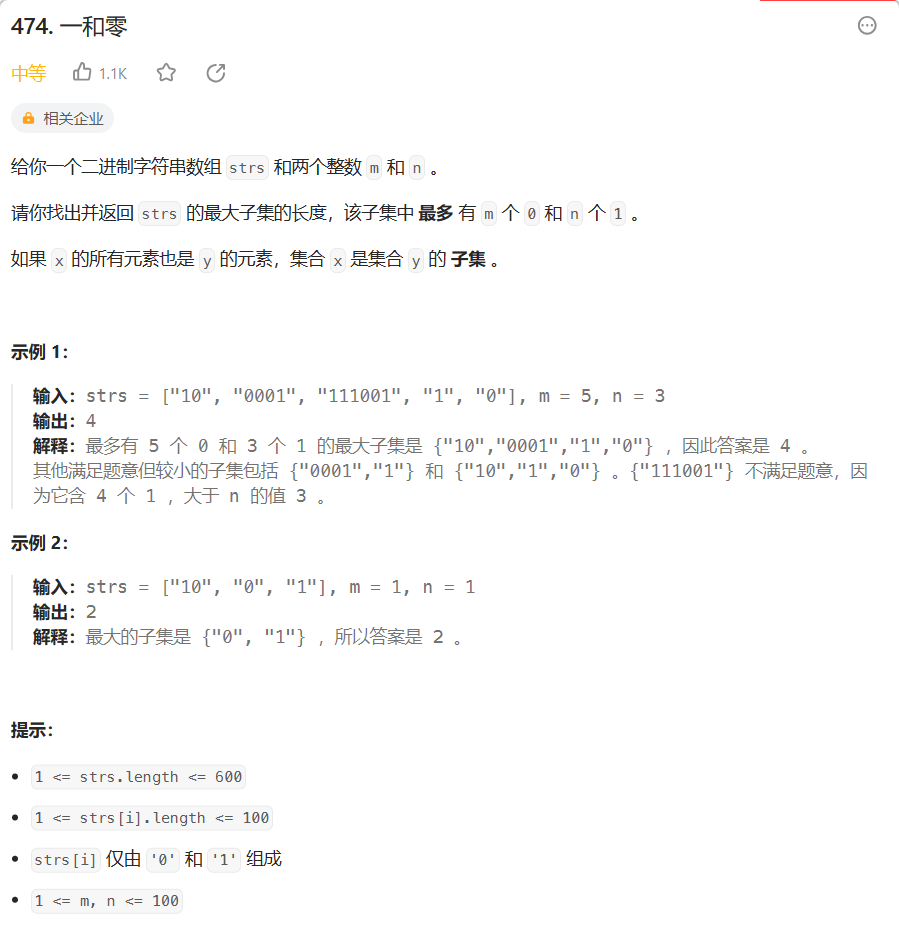 474. 一和零
中等 1.1K
相关企业
给你一个二进制字符串数组 strs 和两个整数 m 和 n 。
请你找出并返回 strs 的最大子集的长度，该子集中 最多 有 m 个 0 和 n 个 1 。
如果 x 的所有元素也是 y 的元素，集合 x 是集合 y 的 子集 。
示例 1：
输入：strs = ["10", "0001", "111001", "1", "0"], m = 5, n = 3
输出：4
解释：最多有 5 个 0 和 3 个 1 的最大子集是 {"10","0001","1","0"} ，因此答案是 4 。
其他满足题意但较小的子集包括 {"0001","1"} 和 {"10","1","0"} 。{"111001"} 不满足题意，因
为它含 4 个 1 ，大于 n 的值 3 。
示例 2：
输入：strs = ["10", "0", "1"], m = 1, n = 1
输出：2
解释：最大的子集是 {"0", "1"} ，所以答案是 2 。
提示：
• 1 <= strs.length <= 600
• 1 <= strs[i].length <= 100
• strs[i] 仅由 '0' 和 '1' 组成
• 1 <= m, n <= 100